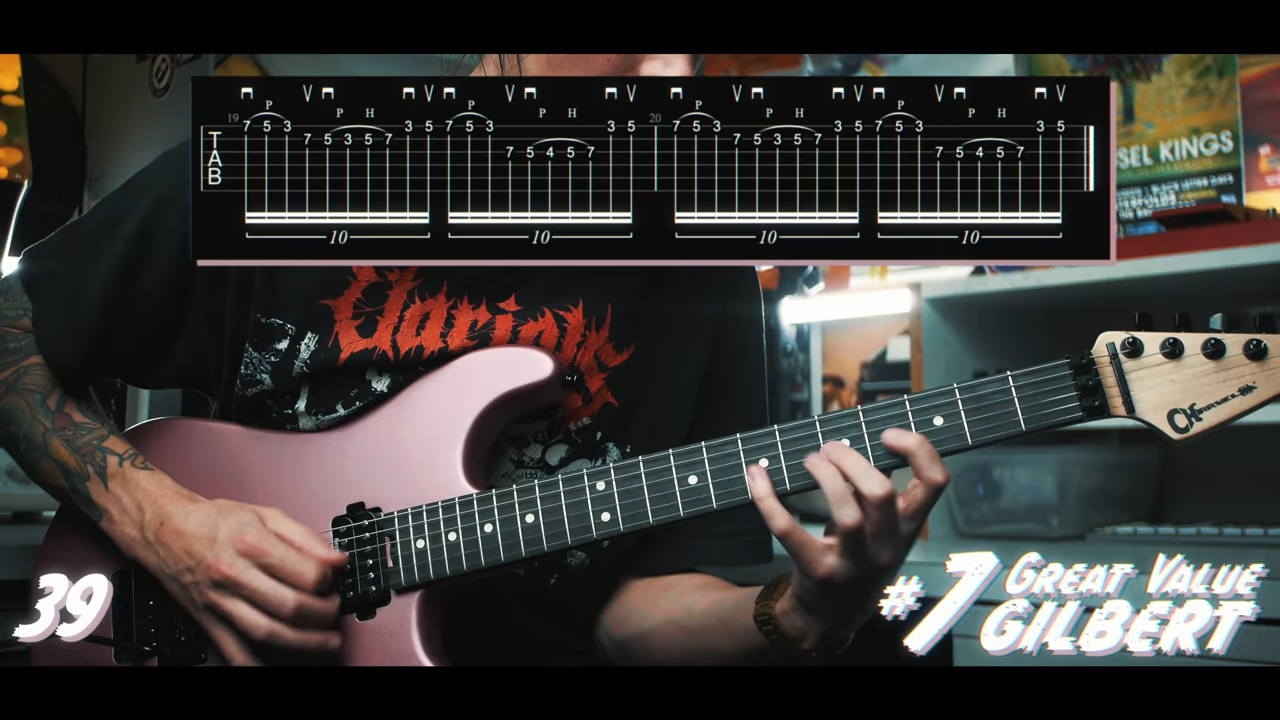 P P H P P H P P H P P H
19 7 5 3 7 5 3 5 7 3 5 7 5 3 7 5 4 5 7 3 5 20 7 5 3 7 5 3 5 7 3 5 7 5 3 7 5 4 5 7 3 5
TAB
10 10 10 10
SEL KINGS
CHARVEL
39
#7 GREAT VALUE
GILBERT